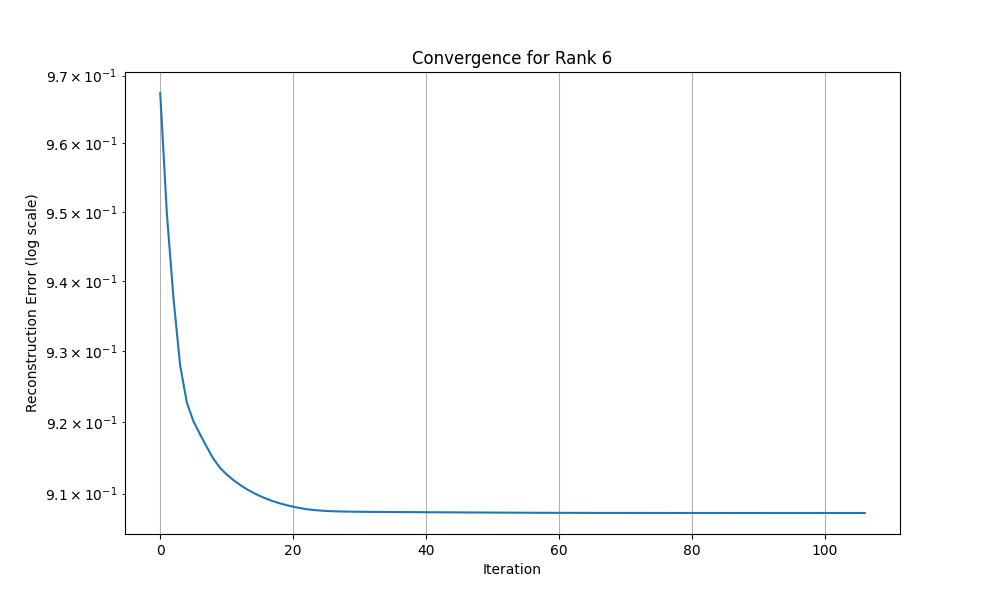 Convergence for Rank 6
9.7 × 10⁻¹
9.6 × 10⁻¹
9.5 × 10⁻¹
9.4 × 10⁻¹
9.3 × 10⁻¹
9.2 × 10⁻¹
9.1 × 10⁻¹
Reconstruction Error (log scale)
0 20 40 60 80 100
Iteration